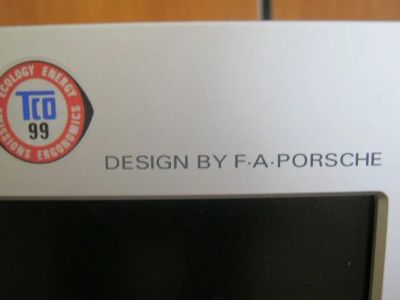 ECOLOGY ENERGY
TCO
99
EMISSIONS ERGONOMICS
DESIGN BY F·A·PORSCHE